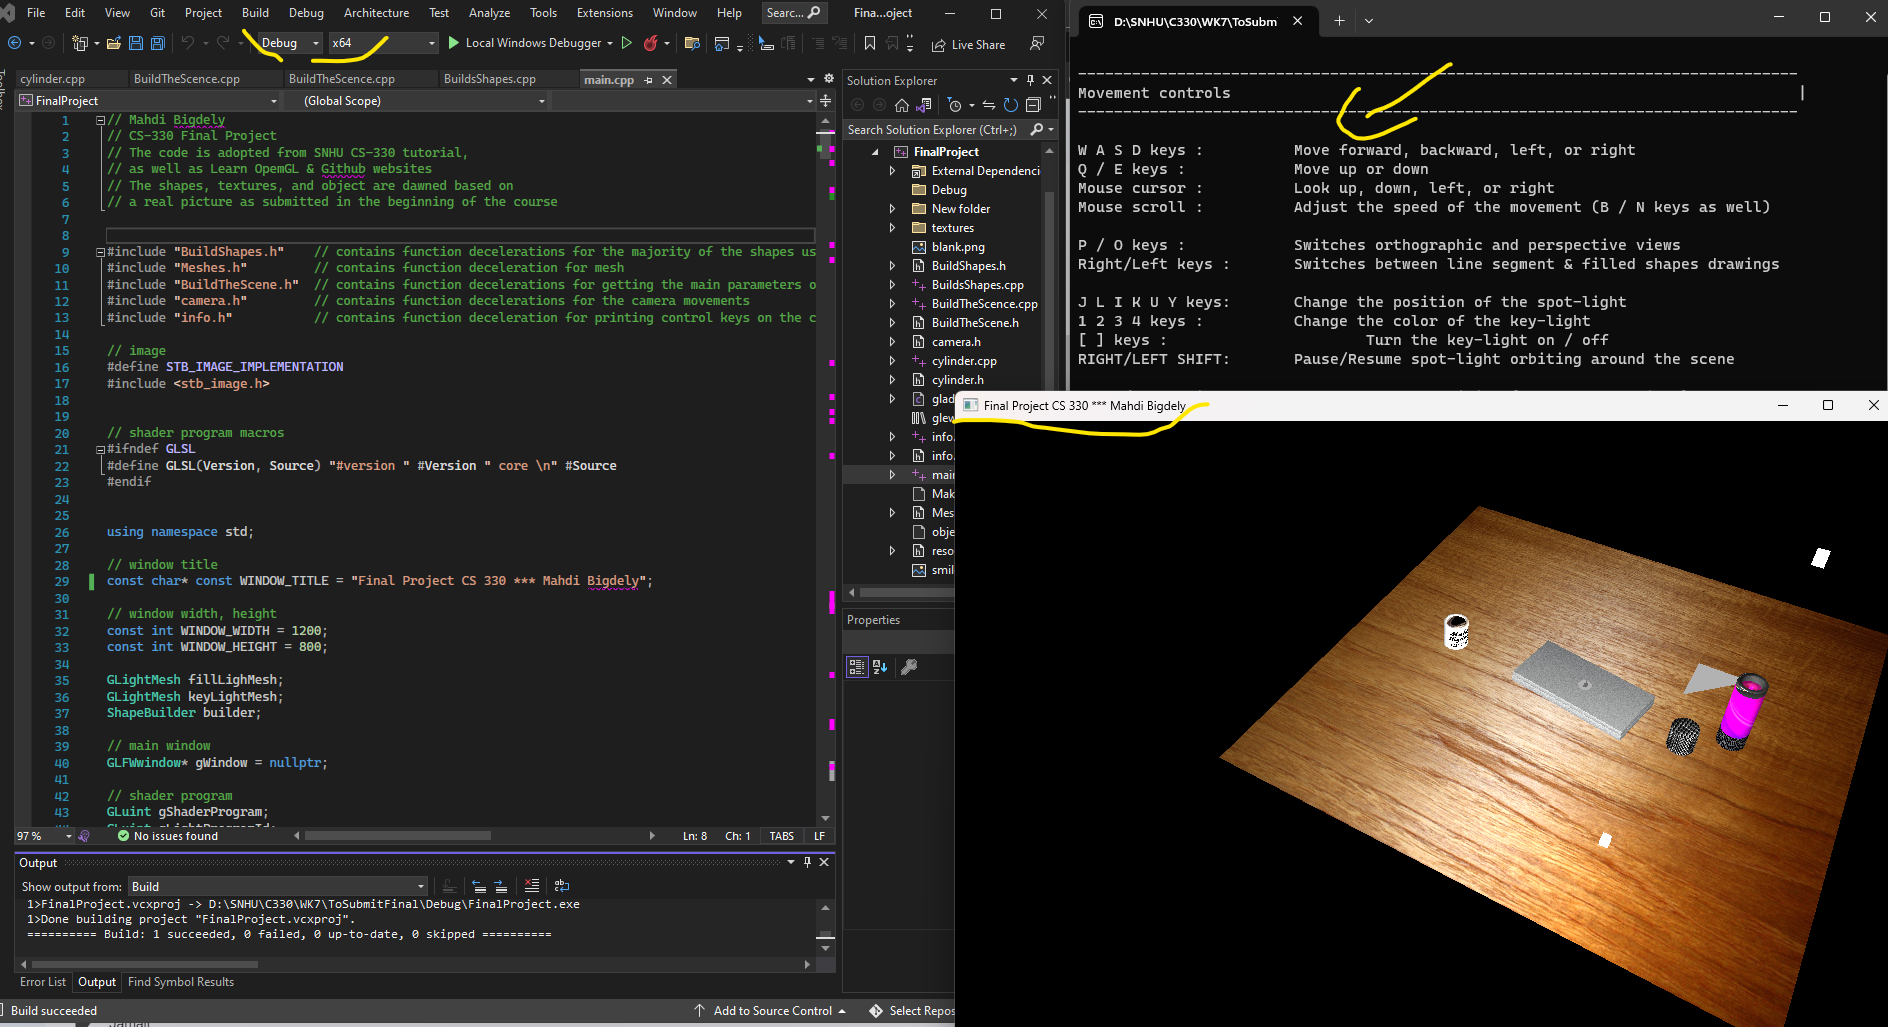 File Edit View Git Project Build Debug Architecture Test Analyze Tools Extensions Window Help Searc... Fina...oject
Debug x64 Local Windows Debugger Live Share
cylinder.cpp BuildTheScence.cpp BuildTheScence.cpp BuildsShapes.cpp main.cpp
FinalProject (Global Scope)
1 // Mahdi Bigdely
2 // CS-330 Final Project
3 // The code is adopted from SNHU CS-330 tutorial,
4 // as well as Learn OpemGL & Github websites
5 // The shapes, textures, and object are dawned based on
6 // a real picture as submitted in the beginning of the course
7
8
9 #include "BuildShapes.h" // contains function decelerations for the majority of the shapes us
10 #include "Meshes.h" // contains function decelerations for mesh
11 #include "BuildTheScene.h" // contains function decelerations for getting the main parameters o
12 #include "camera.h" // contains function decelerations for the camera movements
13 #include "info.h" // contains function deceleration for printing control keys on the c
14
15 // image
16 #define STB_IMAGE_IMPLEMENTATION
17 #include <stb_image.h>
18
19
20 // shader program macros
21 #ifndef GLSL
22 #define GLSL(Version, Source) "#version " #Version " core \n" #Source
23 #endif
24
25
26 using namespace std;
27
28 // window title
29 const char* const WINDOW_TITLE = "Final Project CS 330 *** Mahdi Bigdely";
30
31 // window width, height
32 const int WINDOW_WIDTH = 1200;
33 const int WINDOW_HEIGHT = 800;
34
35 GLightMesh fillLighMesh;
36 GLightMesh keyLightMesh;
37 ShapeBuilder builder;
38
39 // main window
40 GLFWwindow* gWindow = nullptr;
41
42 // shader program
43 GLuint gShaderProgram;
97 % No issues found Ln: 8 Ch: 1 TABS LF
Output
Show output from: Build
1>FinalProject.vcxproj -> D:\SNHU\C330\WK7\ToSubmitFinal\Debug\FinalProject.exe
1>Done building project "FinalProject.vcxproj".
========== Build: 1 succeeded, 0 failed, 0 up-to-date, 0 skipped ==========
Error List Output Find Symbol Results
Build succeeded Add to Source Control Select Repos
Solution Explorer
Search Solution Explorer (Ctrl+;)
FinalProject
External Dependenci
Debug
New folder
textures
blank.png
BuildShapes.h
BuildsShapes.cpp
BuildTheScence.cpp
BuildTheScene.h
camera.h
cylinder.cpp
cylinder.h
glad
glew
info.
info.
main
Mak
Mes
obje
reso
smil
Properties
D:\SNHU\C330\WK7\ToSubm
Movement controls
W A S D keys : Move forward, backward, left, or right
Q / E keys : Move up or down
Mouse cursor : Look up, down, left, or right
Mouse scroll : Adjust the speed of the movement (B / N keys as well)
P / O keys : Switches orthographic and perspective views
Right/Left keys : Switches between line segment & filled shapes drawings
J L I K U Y keys: Change the position of the spot-light
1 2 3 4 keys : Change the color of the key-light
[ ] keys : Turn the key-light on / off
RIGHT/LEFT SHIFT: Pause/Resume spot-light orbiting around the scene
Final Project CS 330 *** Mahdi Bigdely